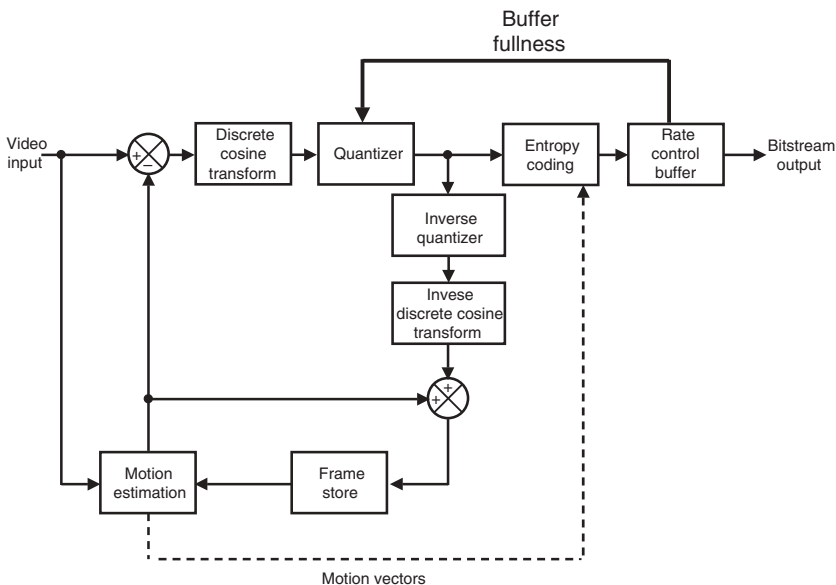 Buffer
fullness
Video
input
+
−
Discrete
cosine
transform
Quantizer
Entropy
coding
Rate
control
buffer
Bitstream
output
Inverse
quantizer
Invese
discrete cosine
transform
+
+
Motion
estimation
Frame
store
Motion vectors